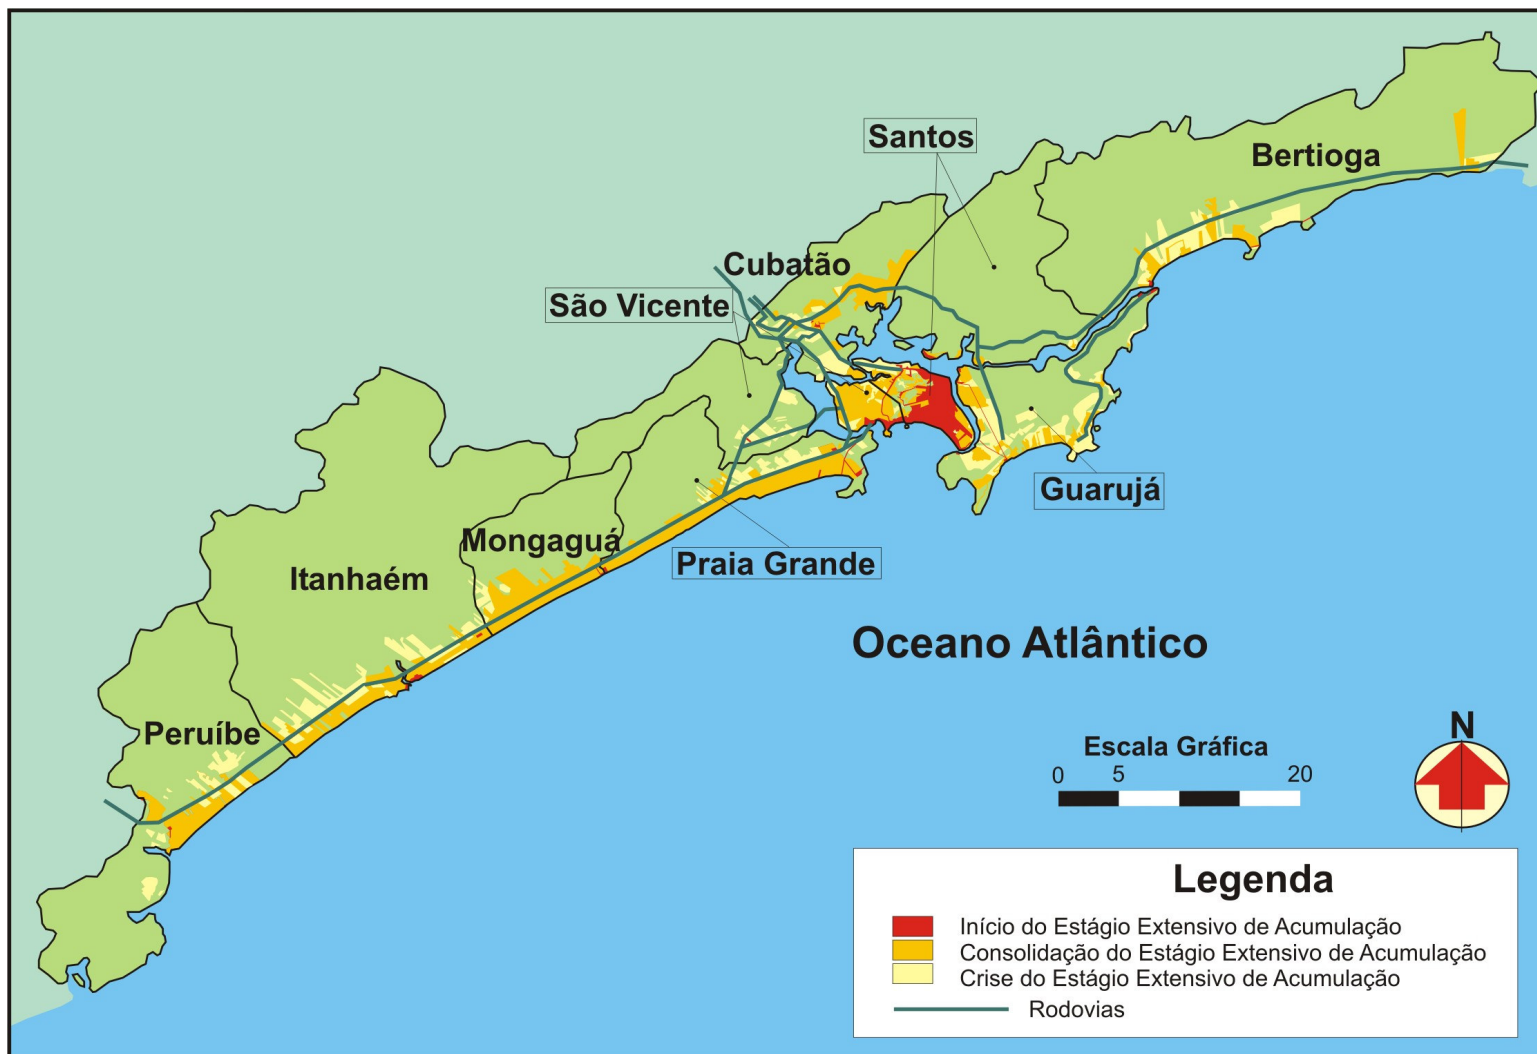 Santos
Bertioga
Cubatão
São Vicente
Guarujá
Mongaguá
Praia Grande
Itanhaém
Oceano Atlântico
Peruíbe
Escala Gráfica
0 5 20
N
Legenda
Início do Estágio Extensivo de Acumulação
Consolidação do Estágio Extensivo de Acumulação
Crise do Estágio Extensivo de Acumulação
Rodovias